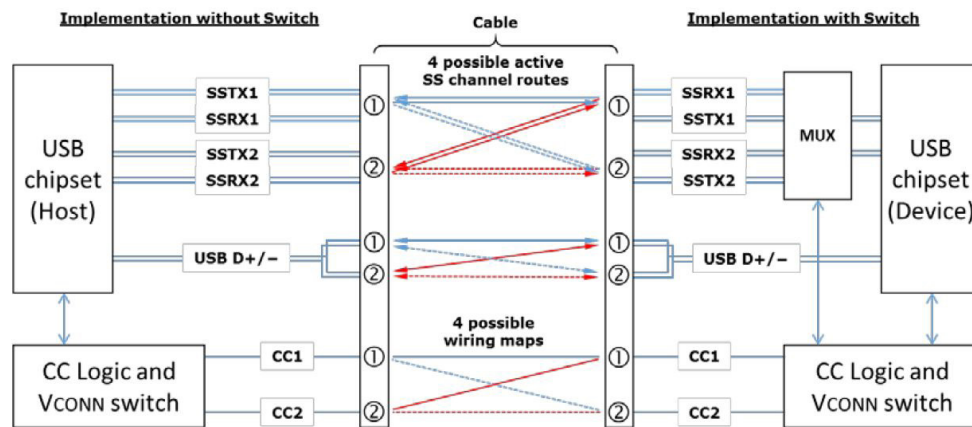 Implementation without Switch
Implementation with Switch
Cable
4 possible active
SS channel routes
USB
chipset
(Host)
SSTX1
SSRX1
SSTX2
SSRX2
USB D+/−
①
②
①
②
①
②
①
②
①
②
①
②
SSRX1
SSTX1
SSRX2
SSTX2
USB D+/−
MUX
USB
chipset
(Device)
4 possible
wiring maps
CC Logic and
VCONN switch
CC1
CC2
CC1
CC2
CC Logic and
VCONN switch